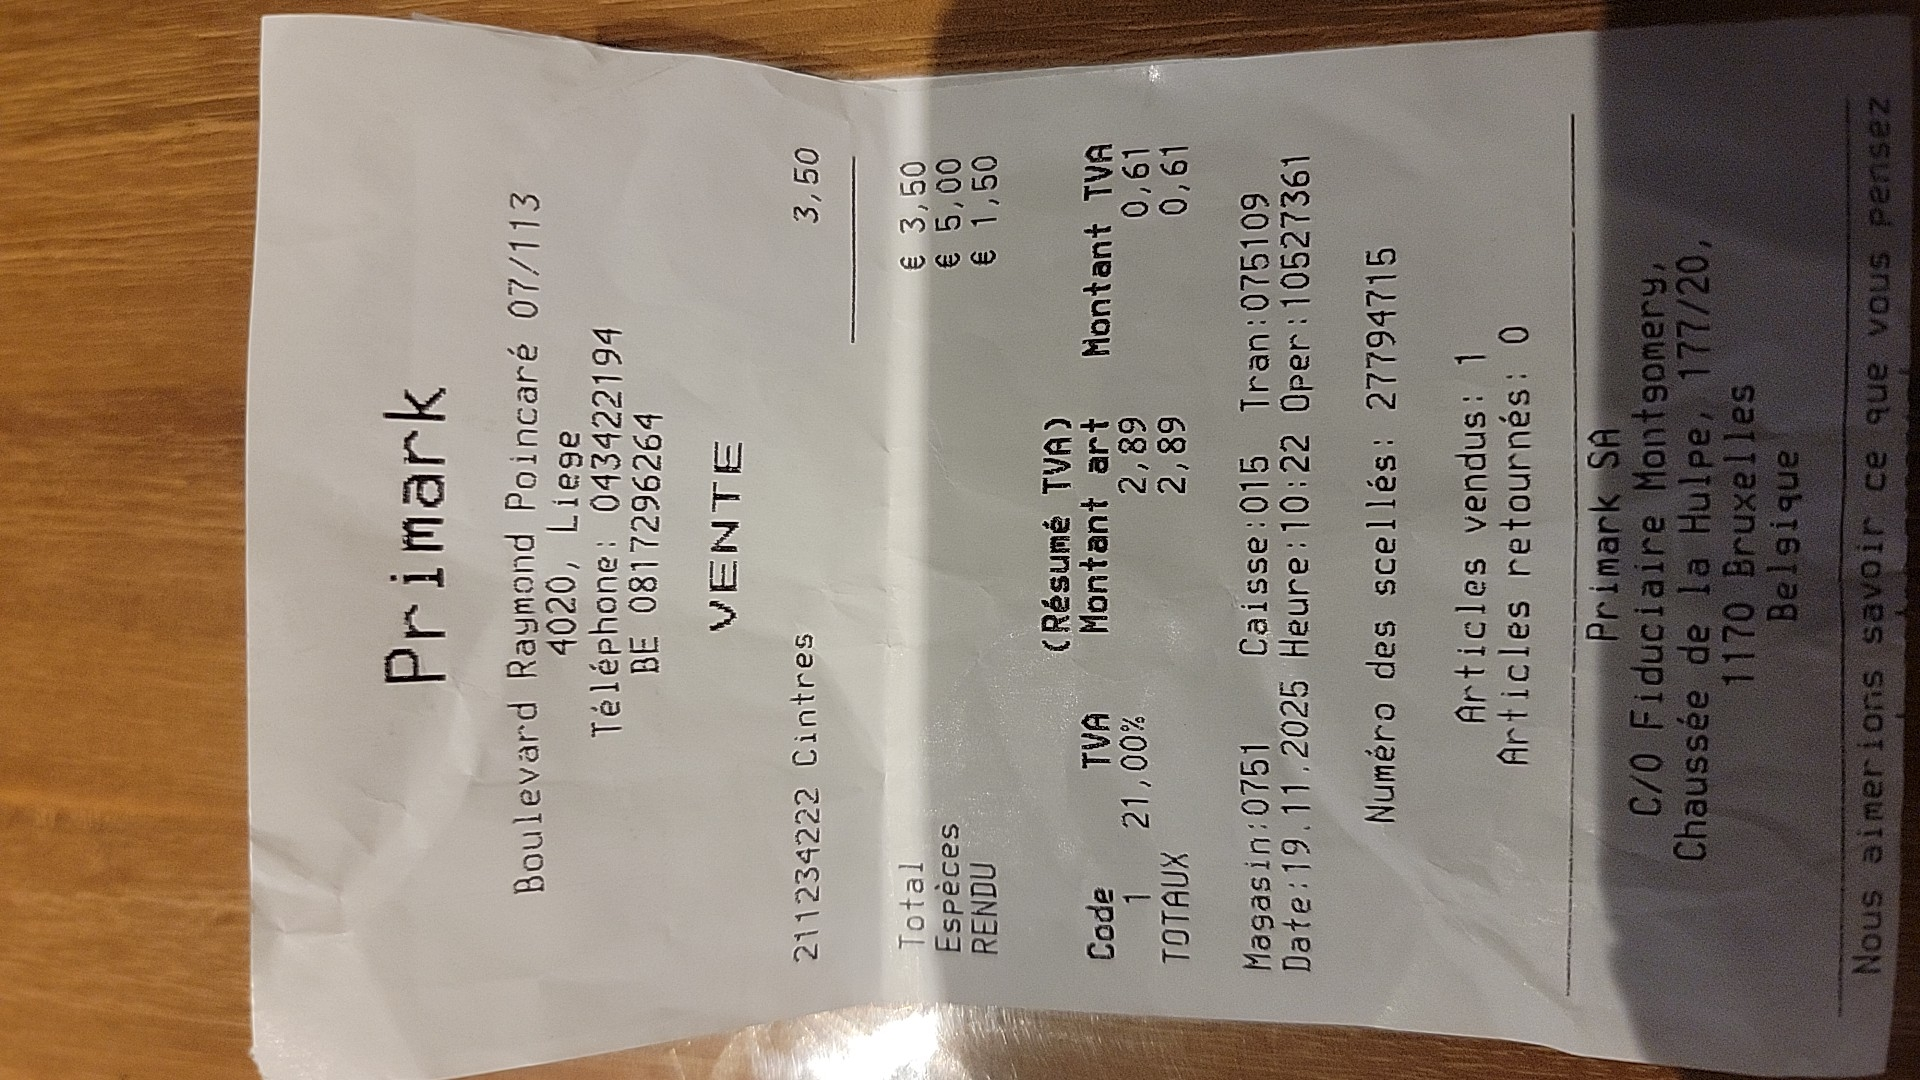 Primark
Boulevard Raymond Poincaré 07/113
4020, Liege
Téléphone: 043422194
BE 0817296264
VENTE
211234222 Cintres 3,50
Total € 3,50
Espèces € 5,00
RENDU € 1,50
(Résumé TVA)
Code TVA Montant art Montant TVA
1 21,00% 2,89 0,61
TOTAUX 2,89 0,61
Magasin:0751 Caisse:015 Tran:075109
Date:19.11.2025 Heure:10:22 Oper:10527361
Numéro des scellés: 27794715
Articles vendus: 1
Articles retournés: 0
Primark SA
C/O Fiduciaire Montgomery,
Chaussée de la Hulpe, 177/20,
1170 Bruxelles
Belgique
Nous aimerions savoir ce que vous pensez